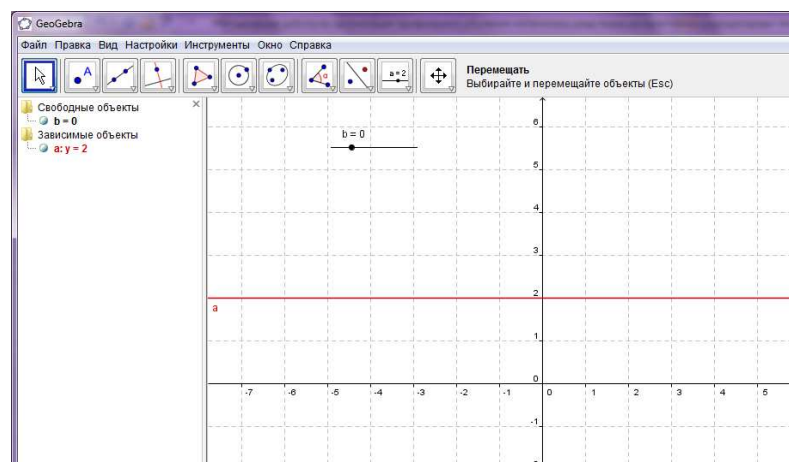 GeoGebra
Файл Правка Вид Настройки Инструменты Окно Справка
A
α
a = 2
Перемещать
Выбирайте и перемещайте объекты (Esc)
Свободные объекты
b = 0
Зависимые объекты
a: y = 2
b = 0
6
5
4
3
2
a
1
0
-7 -6 -5 -4 -3 -2 -1 0 1 2 3 4 5
-1